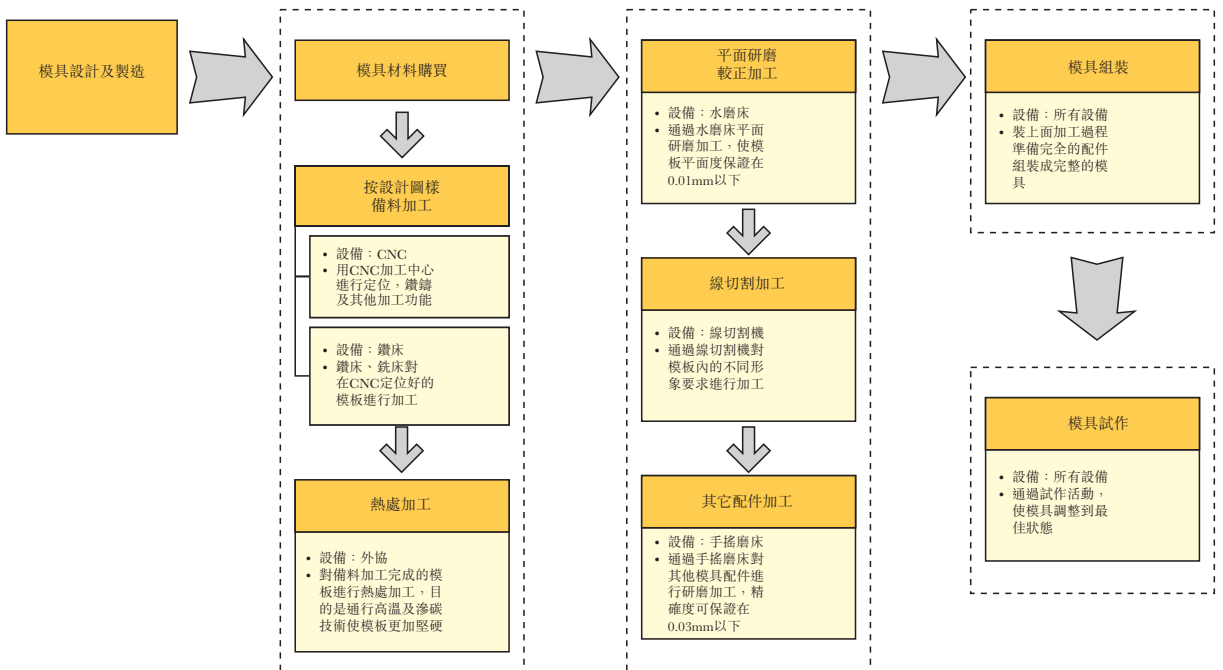 模具設計及製造
模具材料購買
按設計圖樣
備料加工
• 設備：CNC
• 用CNC加工中心
進行定位，鑽鑄
及其他加工功能
• 設備：鑽床
• 鑽床、銑床對
在CNC定位好的
模板進行加工
熱處加工
• 設備：外協
• 對備料加工完成的模
板進行熱處加工，目
的是通行高溫及滲碳
技術使模板更加堅硬
平面研磨
較正加工
• 設備：水磨床
• 通過水磨床平面
研磨加工，使模
板平面度保證在
0.01mm以下
線切割加工
• 設備：線切割機
• 通過線切割機對
模板內的不同形
象要求進行加工
其它配件加工
• 設備：手搖磨床
• 通過手搖磨床對
其他模具配件進
行研磨加工，精
確度可保證在
0.03mm以下
模具組裝
• 設備：所有設備
• 裝上面加工過程
準備完全的配件
組裝成完整的模
具
模具試作
• 設備：所有設備
• 通過試作活動，
使模具調整到最
佳狀態